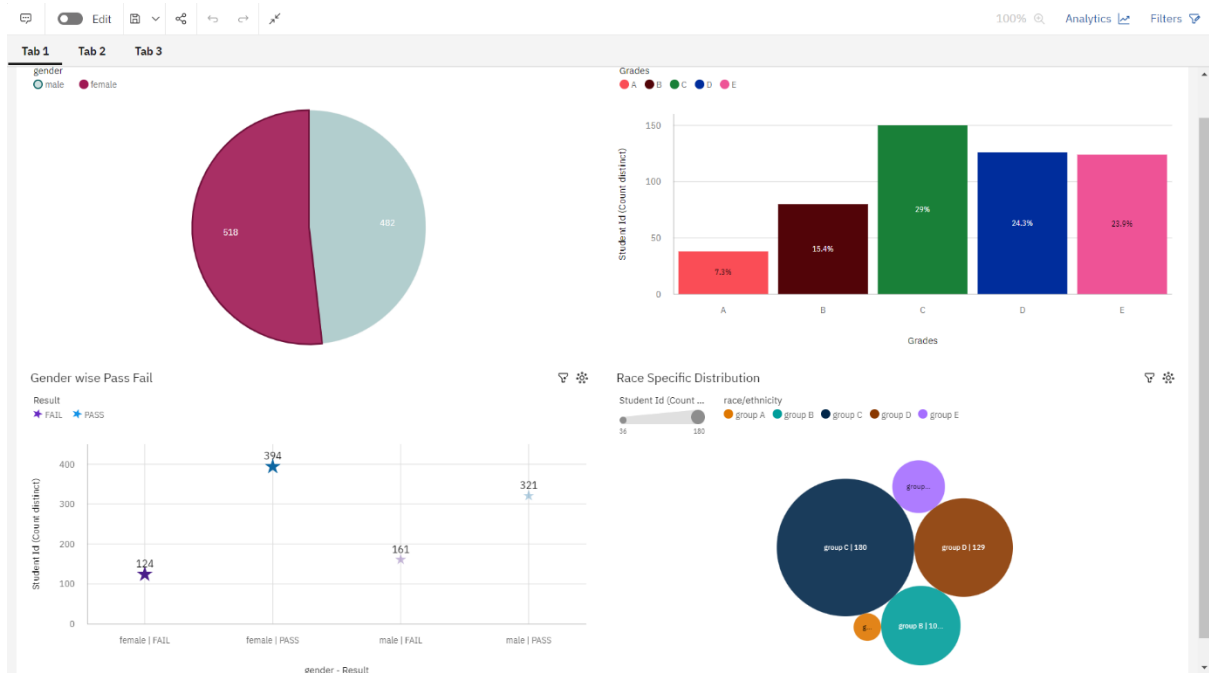 Edit
100% Analytics Filters
Tab 1 Tab 2 Tab 3
gender
male female
518
482
Grades
A B C D E
Student Id (Count distinct)
150
100
50
0
7.3%
15.4%
29%
24.3%
23.9%
A B C D E
Grades
Gender wise Pass Fail
Result
FAIL PASS
Student Id (Count distinct)
400
300
200
100
0
124
394
161
321
female | FAIL female | PASS male | FAIL male | PASS
gender - Result
Race Specific Distribution
Student Id (Count ...
36 180
race/ethnicity
group A group B group C group D group E
group...
group C | 180
group D | 129
g...
group B | 10...